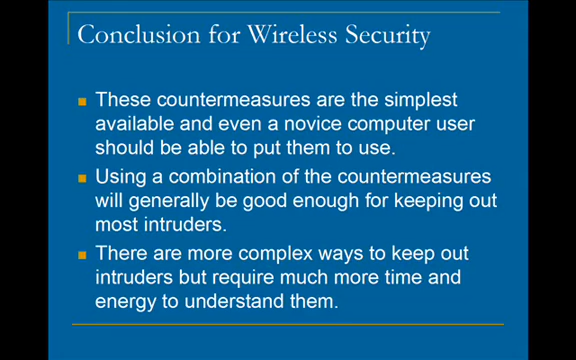 Conclusion for Wireless Security
These countermeasures are the simplest
available and even a novice computer user
should be able to put them to use.
Using a combination of the countermeasures
will generally be good enough for keeping out
most intruders.
There are more complex ways to keep out
intruders but require much more time and
energy to understand them.